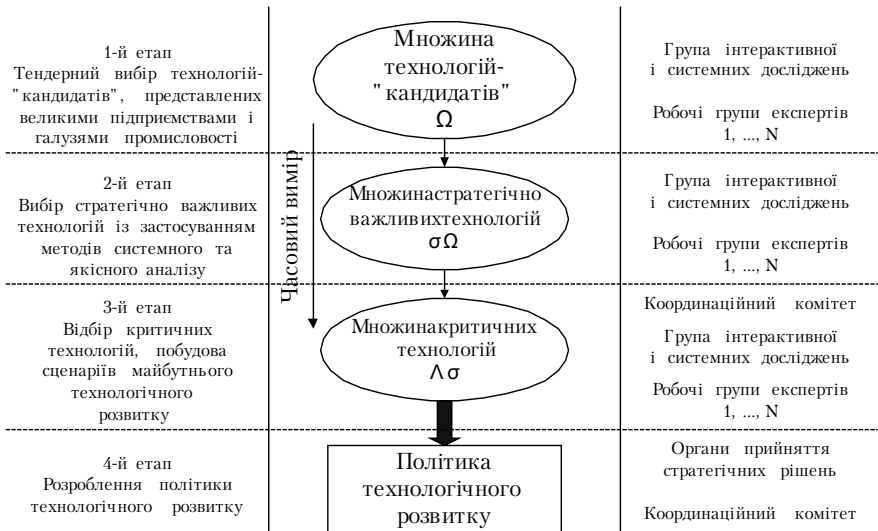 1-й етап
Тендерний вибір технологій-
"кандидатів", представлених
великими підприємствами і
галузями промисловості
Множина
технологій-
"кандидатів"
Ω
Група інтерактивної
і системних досліджень
Робочі групи експертів
1, ..., N
Часовий вимір
2-й етап
Вибір стратегічно важливих
технологій із застосуванням
методів системного та
якісного аналізу
Множинастратегічно
важливихтехнологій
σΩ
Група інтерактивної
і системних досліджень
Робочі групи експертів
1, ..., N
3-й етап
Відбір критичних
технологій, побудова
сценаріїв майбутнього
технологічного
розвитку
Множинакритичних
технологій
Λσ
Координаційний комітет
Група інтерактивної
і системних досліджень
Робочі групи експертів
1, ..., N
4-й етап
Розроблення політики
технологічного розвитку
Політика
технологічного
розвитку
Органи прийняття
стратегічних рішень
Координаційний комітет